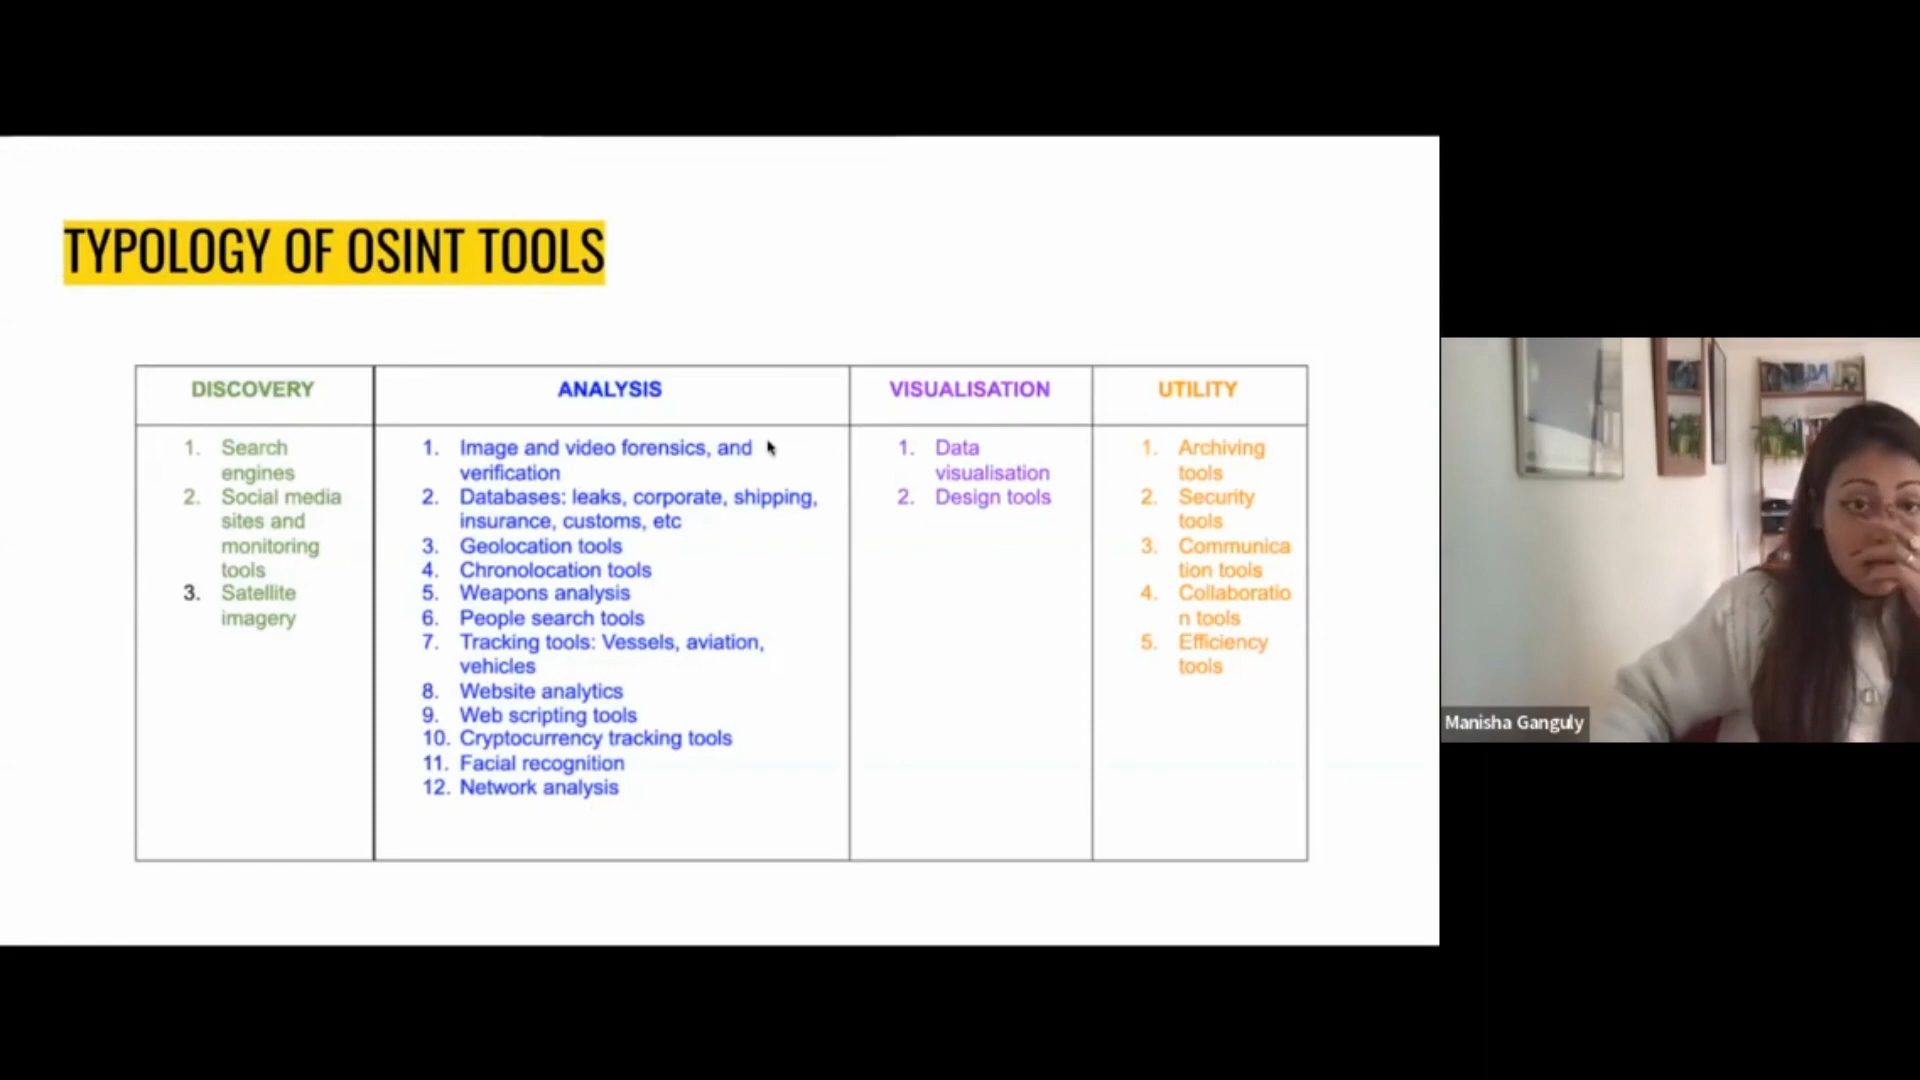 TYPOLOGY OF OSINT TOOLS
DISCOVERY
1. Search
engines
2. Social media
sites and
monitoring
tools
3. Satellite
imagery
ANALYSIS
1. Image and video forensics, and
verification
2. Databases: leaks, corporate, shipping,
insurance, customs, etc
3. Geolocation tools
4. Chronolocation tools
5. Weapons analysis
6. People search tools
7. Tracking tools: Vessels, aviation,
vehicles
8. Website analytics
9. Web scripting tools
10. Cryptocurrency tracking tools
11. Facial recognition
12. Network analysis
VISUALISATION
1. Data
visualisation
2. Design tools
UTILITY
1. Archiving
tools
2. Security
tools
3. Communica
tion tools
4. Collaboratio
n tools
5. Efficiency
tools
Manisha Ganguly